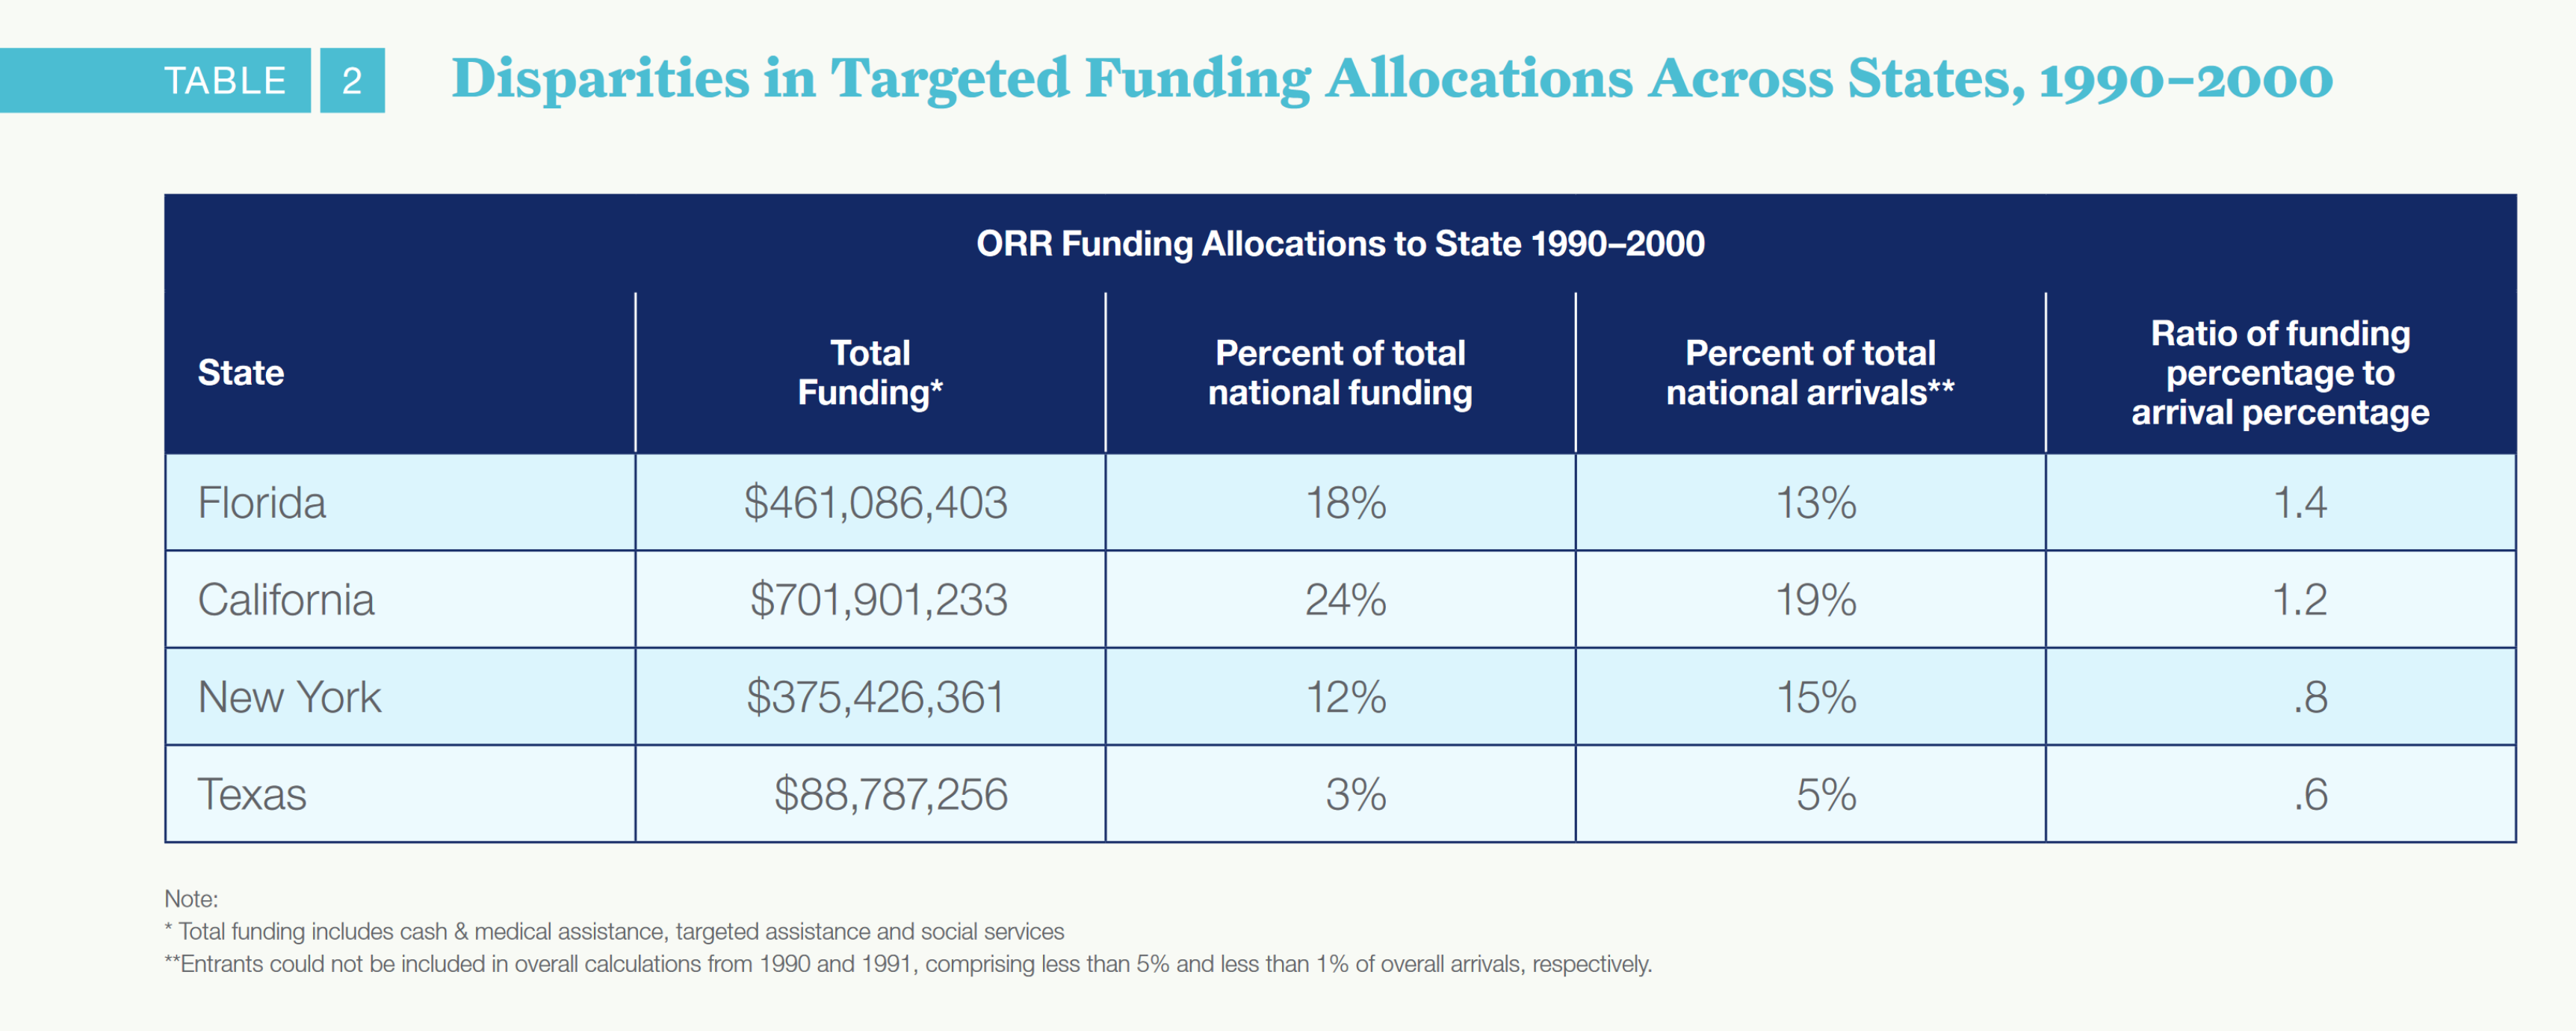 TABLE 2 Disparities in Targeted Funding Allocations Across States, 1990–2000
ORR Funding Allocations to State 1990–2000
State
Total
Funding*
Percent of total
national funding
Percent of total
national arrivals**
Ratio of funding
percentage to
arrival percentage
Florida $461,086,403 18% 13% 1.4
California $701,901,233 24% 19% 1.2
New York $375,426,361 12% 15% .8
Texas $88,787,256 3% 5% .6
Note:
* Total funding includes cash & medical assistance, targeted assistance and social services
**Entrants could not be included in overall calculations from 1990 and 1991, comprising less than 5% and less than 1% of overall arrivals, respectively.